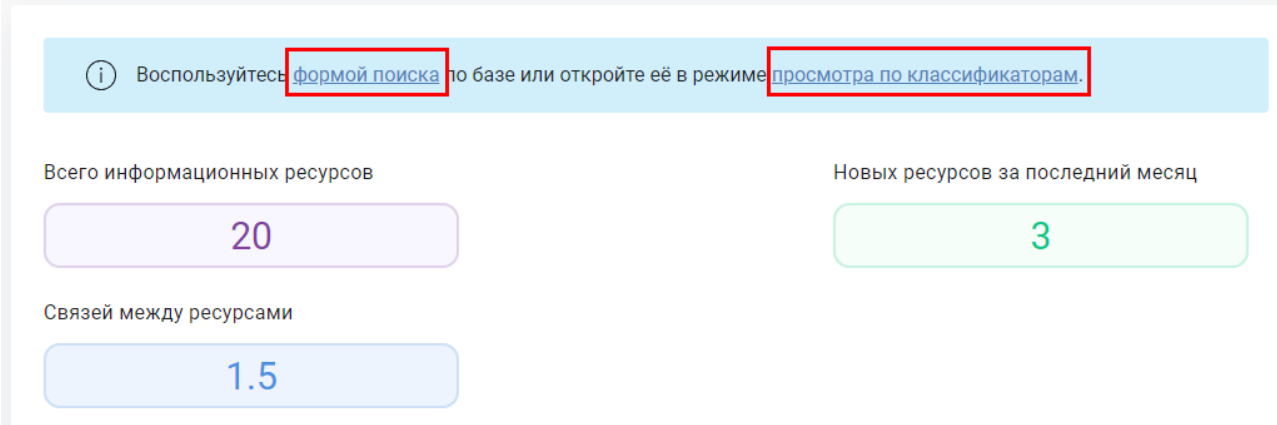 Воспользуйтесь формой поиска по базе или откройте её в режиме просмотра по классификаторам.
Всего информационных ресурсов
Новых ресурсов за последний месяц
20
3
Связей между ресурсами
1.5